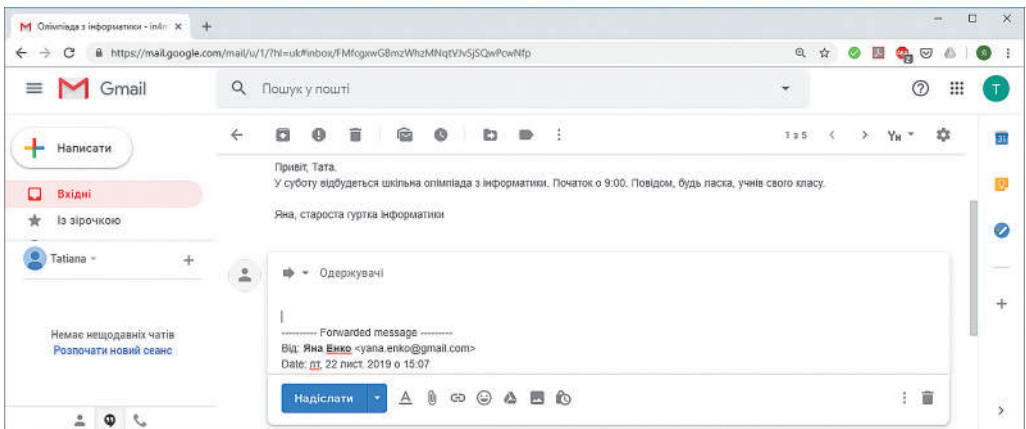 Олімпіада з інформатики - in4r
https://mail.google.com/mail/u/1/?hl=uk#inbox/FMfcgxwGBmzWhzMNqtVJvSjSQwPcwNfp
Gmail
Пошук у пошті
T
Написати
1 з 5
Ук
31
Привіт, Тата.
У суботу відбудеться шкільна олімпіада з інформатики. Початок о 9:00. Повідом, будь ласка, учнів свого класу.
Вхідні
Із зірочкою
Яна, староста гуртка інформатики
Tatiana
Одержувачі
---------- Forwarded message ---------
Немає нещодавніх чатів
Розпочати новий сеанс
Від: Яна Енко <yana.enko@gmail.com>
Date: пт, 22 лист. 2019 о 15:07
Надіслати